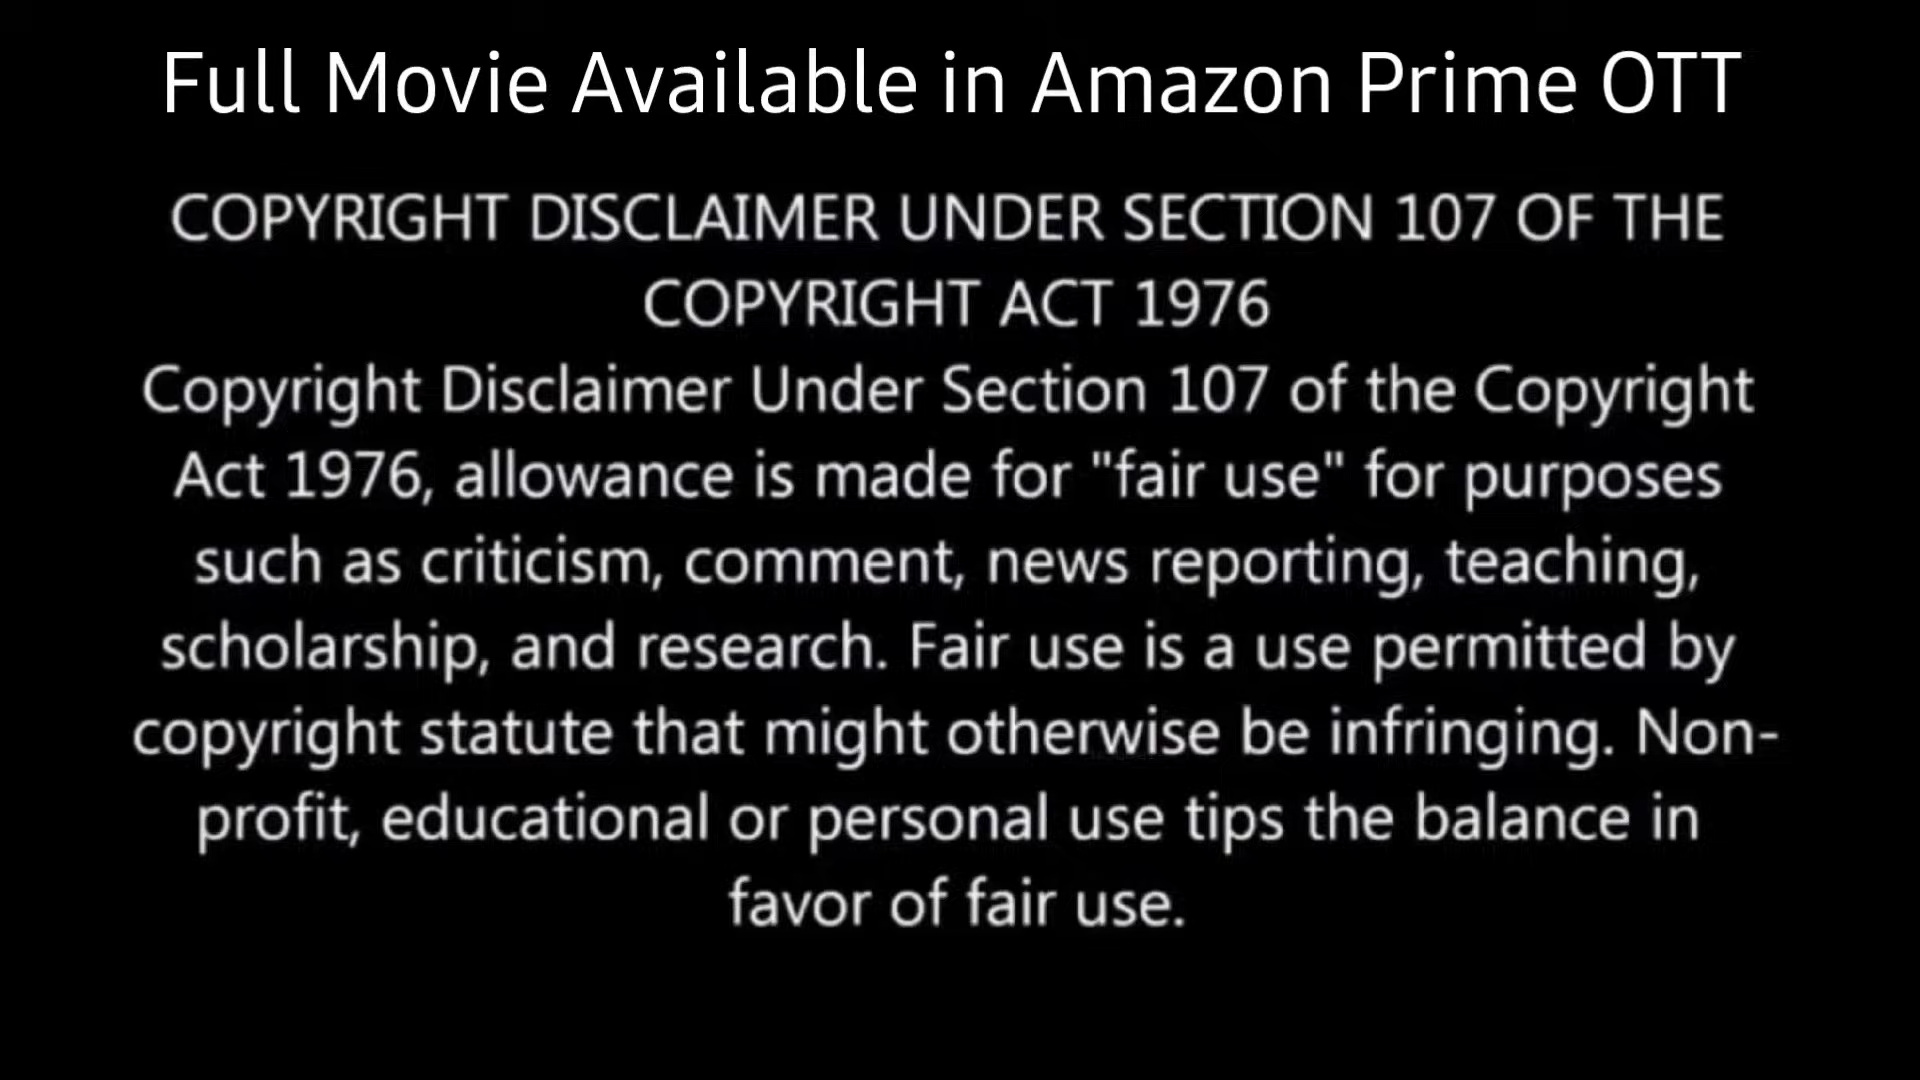 Full Movie Available in Amazon Prime OTT
COPYRIGHT DISCLAIMER UNDER SECTION 107 OF THE
COPYRIGHT ACT 1976
Copyright Disclaimer Under Section 107 of the Copyright
Act 1976, allowance is made for "fair use" for purposes
such as criticism, comment, news reporting, teaching,
scholarship, and research. Fair use is a use permitted by
copyright statute that might otherwise be infringing. Non-
profit, educational or personal use tips the balance in
favor of fair use.